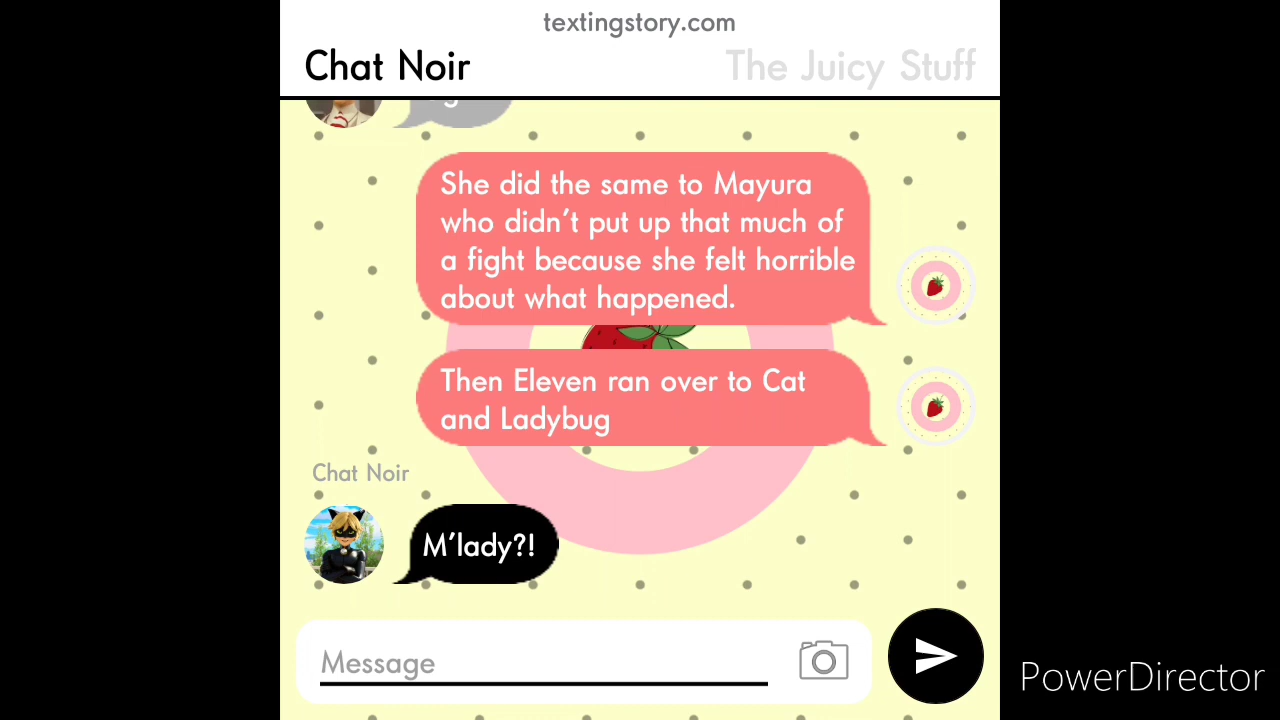 textingstory.com
Chat Noir
The Juicy Stuff
She did the same to Mayura
who didn't put up that much of
a fight because she felt horrible
about what happened.
Then Eleven ran over to Cat
and Ladybug
Chat Noir
M'lady?!
Message
PowerDirector